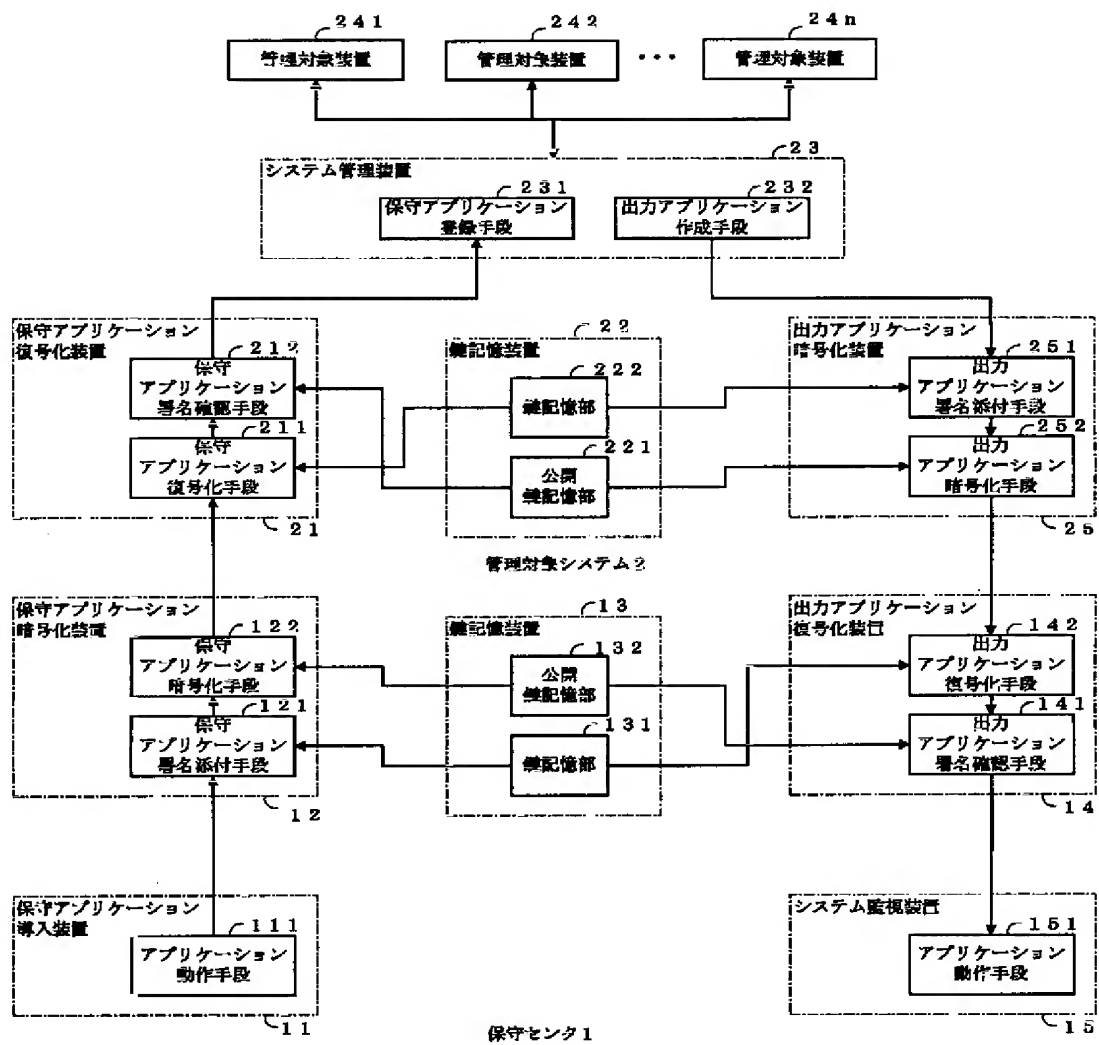 241
242
24n
管理対象装置
管理対象装置
・・・
管理対象装置
23
システム管理装置
231
232
保守アプリケーション
登録手段
出力アプリケーション
作成手段
保守アプリケーション
復号化装置
212
保守
アプリケーション
署名確認手段
211
保守
アプリケーション
復号化手段
21
22
鍵記憶装置
222
鍵記憶部
221
公開
鍵記憶部
出力アプリケーション
暗号化装置
251
出力
アプリケーション
署名添付手段
252
出力
アプリケーション
暗号化手段
25
管理対象システム2
保守アプリケーション
暗号化装置
122
保守
アプリケーション
暗号化手段
121
保守
アプリケーション
署名添付手段
12
13
鍵記憶装置
132
公開
鍵記憶部
131
鍵記憶部
出力アプリケーション
復号化装置
142
出力
アプリケーション
復号化手段
141
出力
アプリケーション
署名確認手段
14
保守アプリケーション
導入装置
111
アプリケーション
動作手段
11
システム監視装置
151
アプリケーション
動作手段
15
保守センタ1